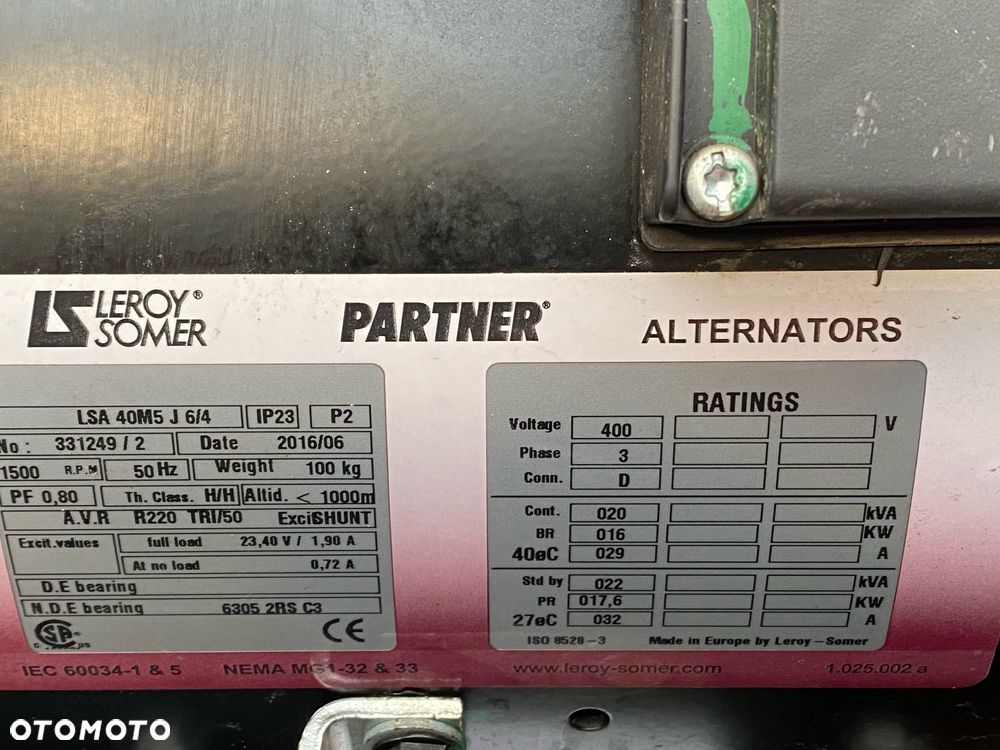 LEROY® SOMER
PARTNER®
ALTERNATORS
LSA 40M5 J 6/4 IP23 P2
No : 331249 / 2 Date 2016/06
1500 R.P.M 50 Hz Weight 100 kg
PF 0,80 Th. Class. H/H Altid. < 1000m
A.V.R R220 TRI/50 Excit SHUNT
Excit.values full load 23,40 V / 1,90 A
At no load 0,72 A
D.E bearing
N.D.E bearing 6305 2RS C3
CE
RATINGS
Voltage 400 V
Phase 3
Conn. D
Cont. 020 kVA
BR 016 KW
40øC 029 A
Std by 022 kVA
PR 017,6 KW
27øC 032 A
ISO 8528 – 3 Made in Europe by Leroy – Somer
IEC 60034-1 & 5 NEMA MG1-32 & 33 www.leroy-somer.com 1.025.002 a
OTOMOTO